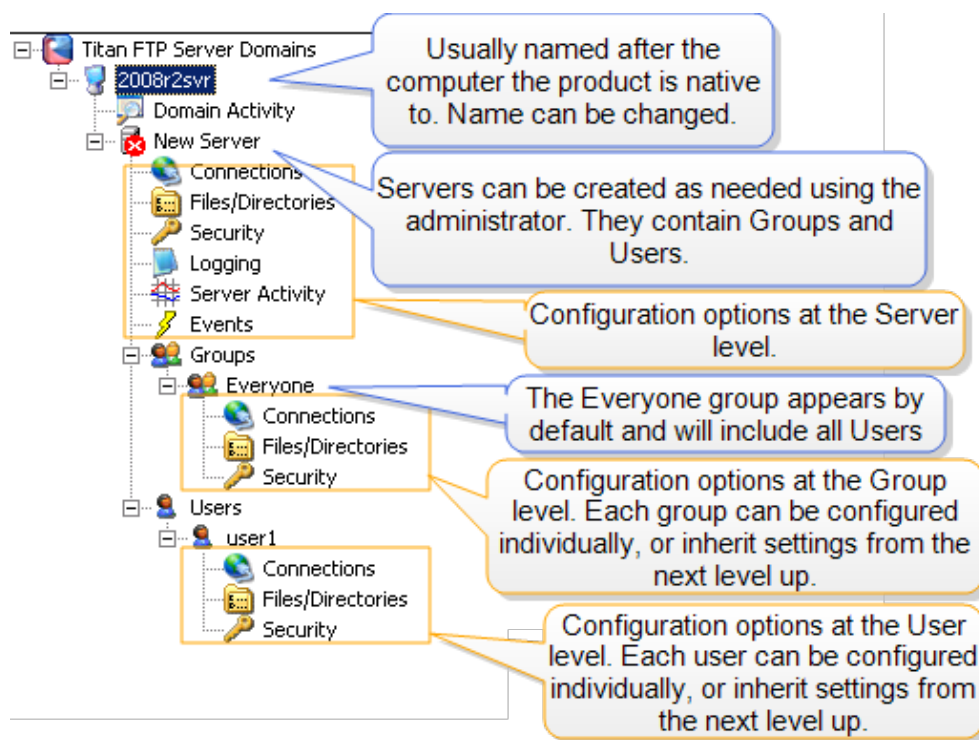 Titan FTP Server Domains
2008r2svr
Domain Activity
New Server
Connections
Files/Directories
Security
Logging
Server Activity
Events
Groups
Everyone
Connections
Files/Directories
Security
Users
user1
Connections
Files/Directories
Security
Usually named after the
computer the product is native
to. Name can be changed.
Servers can be created as needed using the
administrator. They contain Groups and
Users.
Configuration options at the Server
level.
The Everyone group appears by
default and will include all Users
Configuration options at the Group
level. Each group can be configured
individually, or inherit settings from the
next level up.
Configuration options at the User
level. Each user can be configured
individually, or inherit settings from
the next level up.